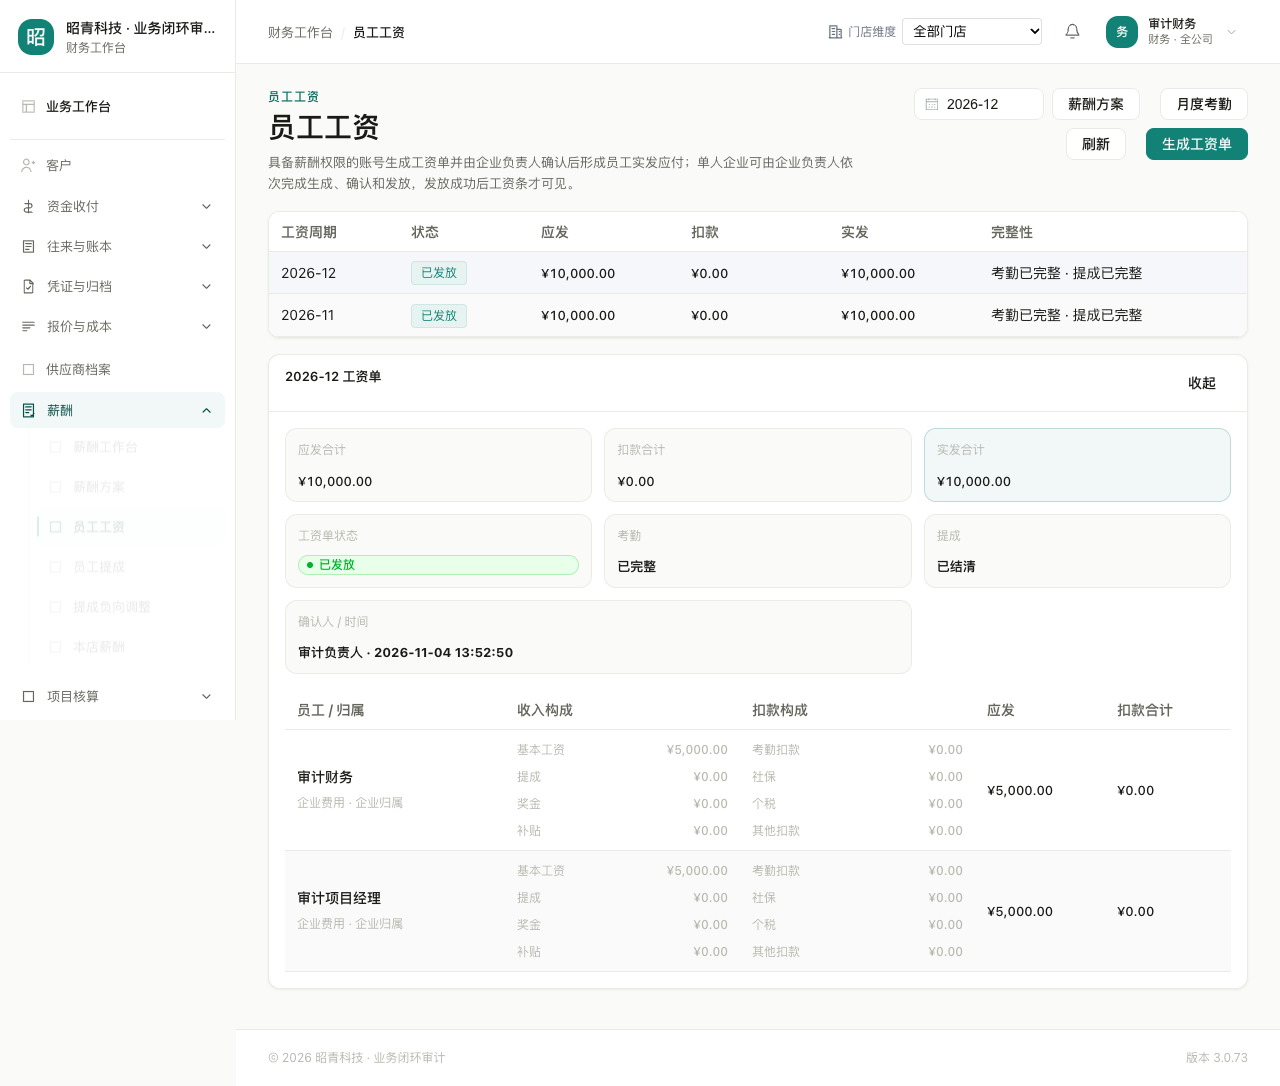 昭
昭青科技 · 业务闭环审...
财务工作台
业务工作台
客户
资金收付
往来与账本
凭证与归档
报价与成本
供应商档案
薪酬
薪酬工作台
薪酬方案
员工工资
员工提成
提成负向调整
本店薪酬
项目核算
财务工作台 / 员工工资
门店维度 全部门店
务
审计财务
财务 · 全公司
员工工资
员工工资
具备薪酬权限的账号生成工资单并由企业负责人确认后形成员工实发应付；单人企业可由企业负责人依
次完成生成、确认和发放，发放成功后工资条才可见。
2026-12 薪酬方案 月度考勤
刷新 生成工资单
工资周期 状态 应发 扣款 实发 完整性
2026-12 已发放 ¥10,000.00 ¥0.00 ¥10,000.00 考勤已完整 · 提成已完整
2026-11 已发放 ¥10,000.00 ¥0.00 ¥10,000.00 考勤已完整 · 提成已完整
2026-12 工资单
收起
应发合计
¥10,000.00
扣款合计
¥0.00
实发合计
¥10,000.00
工资单状态
已发放
考勤
已完整
提成
已结清
确认人 / 时间
审计负责人 · 2026-11-04 13:52:50
员工 / 归属 收入构成 扣款构成 应发 扣款合计
审计财务
企业费用 · 企业归属
基本工资 ¥5,000.00
提成 ¥0.00
奖金 ¥0.00
补贴 ¥0.00
考勤扣款 ¥0.00
社保 ¥0.00
个税 ¥0.00
其他扣款 ¥0.00
¥5,000.00
¥0.00
审计项目经理
企业费用 · 企业归属
基本工资 ¥5,000.00
提成 ¥0.00
奖金 ¥0.00
补贴 ¥0.00
考勤扣款 ¥0.00
社保 ¥0.00
个税 ¥0.00
其他扣款 ¥0.00
¥5,000.00
¥0.00
© 2026 昭青科技 · 业务闭环审计
版本 3.0.73